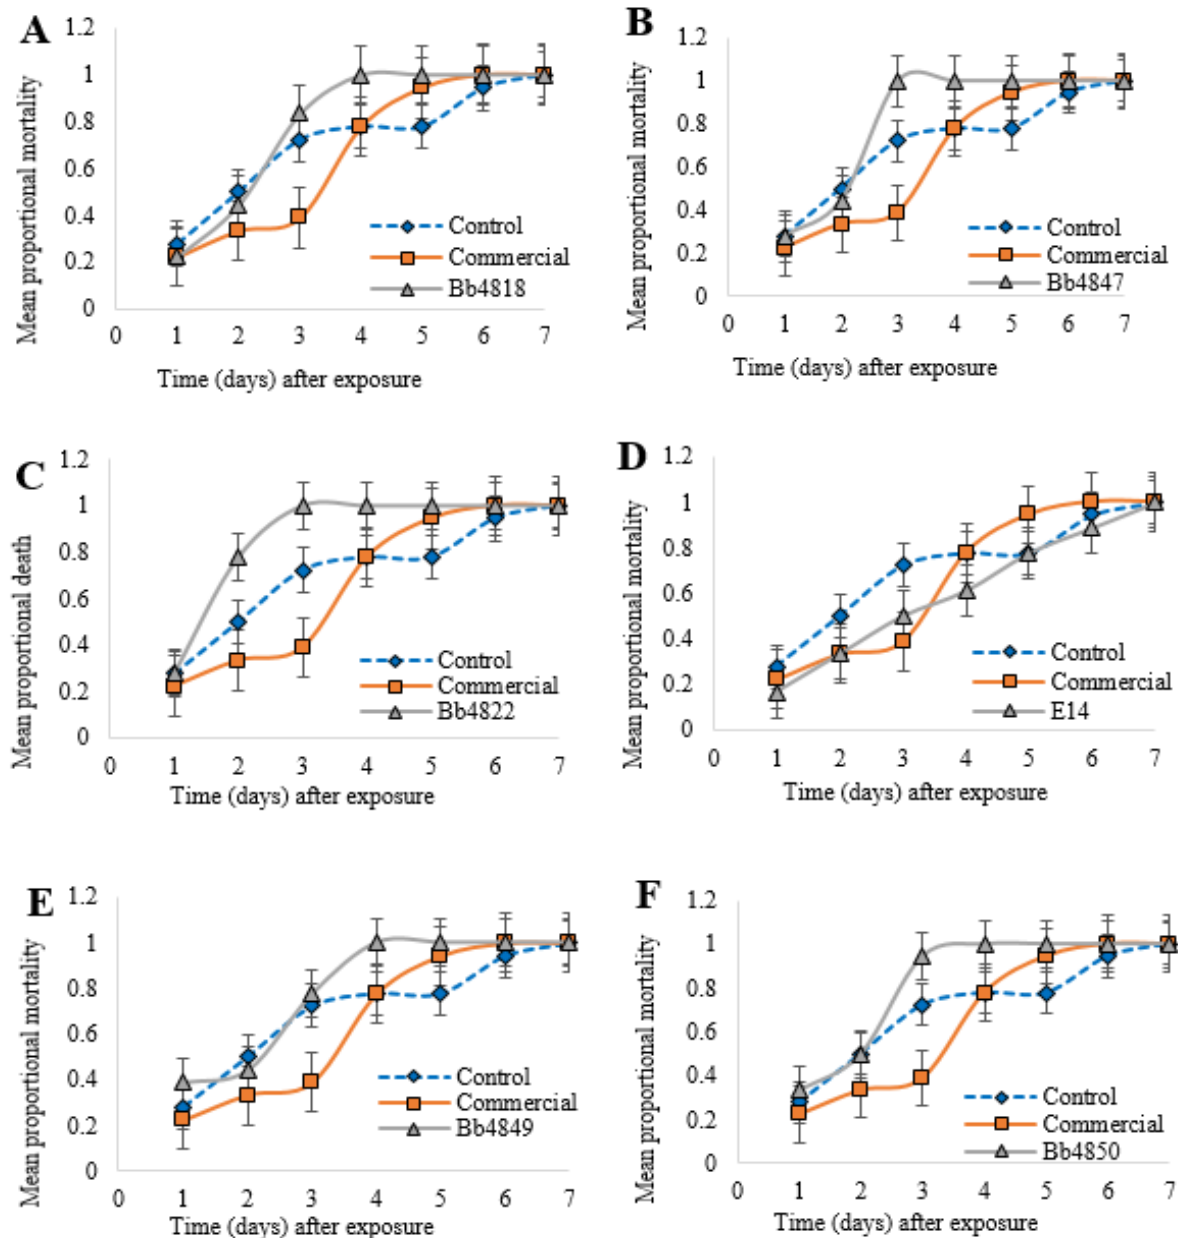 A
Mean proportional mortality
1.2
1
0.8
0.6
0.4
0.2
0
0 1 2 3 4 5 6 7
Control
Commercial
Bb4818
Time (days) after exposure
B
Mean proportional mortality
1.2
1
0.8
0.6
0.4
0.2
0
0 1 2 3 4 5 6 7
Control
Commercial
Bb4847
Time (days) after exposure
C
Mean proportional death
1.2
1
0.8
0.6
0.4
0.2
0
0 1 2 3 4 5 6 7
Control
Commercial
Bb4822
Time (days) after exposure
D
Mean proportional mortality
1.2
1
0.8
0.6
0.4
0.2
0
0 1 2 3 4 5 6 7
Control
Commercial
E14
Time (days) after exposure
E
Mean proportional mortality
1.2
1
0.8
0.6
0.4
0.2
0
0 1 2 3 4 5 6 7
Control
Commercial
Bb4849
Time (days) after exposure
F
Mean proportional mortality
1.2
1
0.8
0.6
0.4
0.2
0
0 1 2 3 4 5 6 7
Control
Commercial
Bb4850
Time (days) after exposure